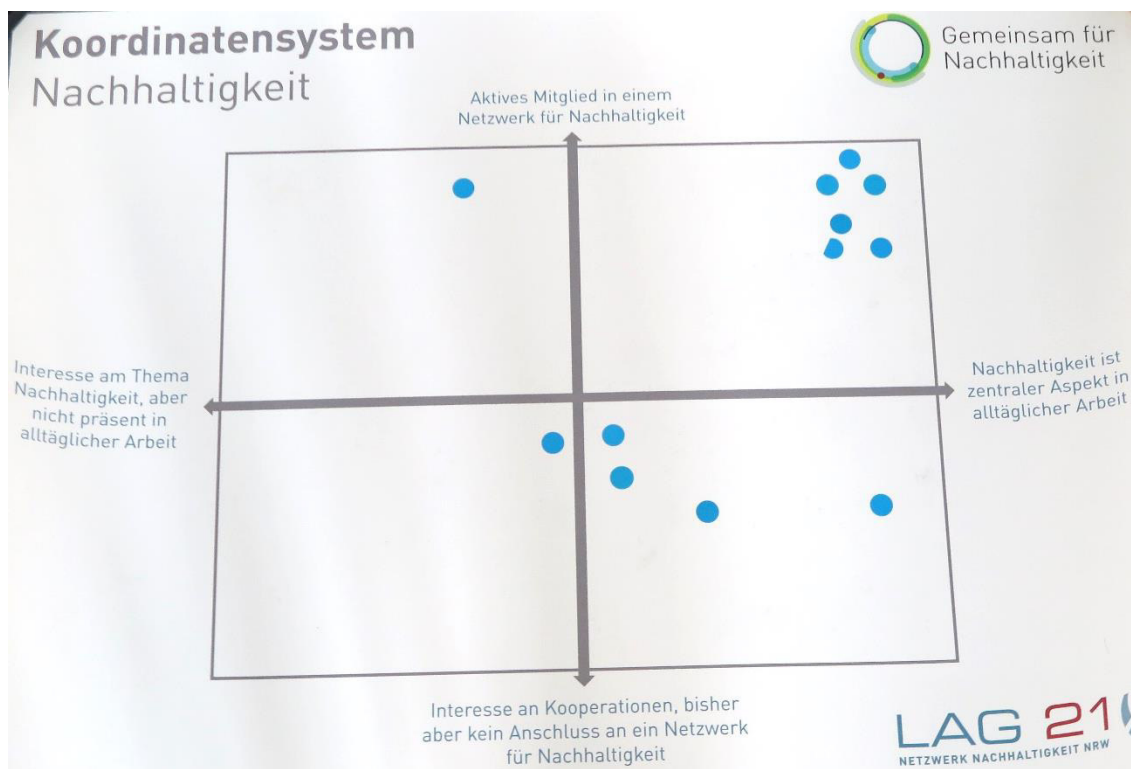 Koordinatensystem
Nachhaltigkeit
Gemeinsam für
Nachhaltigkeit
Aktives Mitglied in einem
Netzwerk für Nachhaltigkeit
Interesse am Thema
Nachhaltigkeit, aber
nicht präsent in
alltäglicher Arbeit
Nachhaltigkeit ist
zentraler Aspekt in
alltäglicher Arbeit
Interesse an Kooperationen, bisher
aber kein Anschluss an ein Netzwerk
für Nachhaltigkeit
LAG 21
NETZWERK NACHHALTIGKEIT NRW